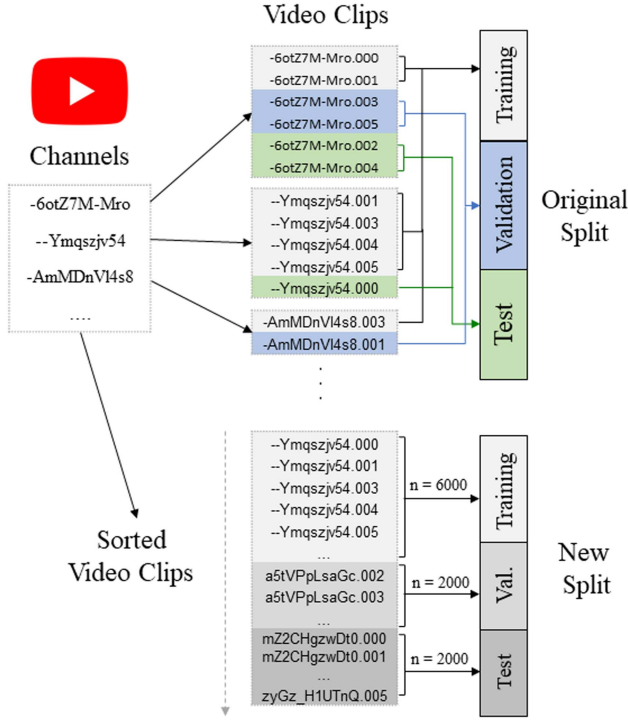 Video Clips
Channels
-6otZ7M-Mro
--Ymqszjv54
-AmMDnVl4s8
....
-6otZ7M-Mro.000
-6otZ7M-Mro.001
-6otZ7M-Mro.003
-6otZ7M-Mro.005
-6otZ7M-Mro.002
-6otZ7M-Mro.004
--Ymqszjv54.001
--Ymqszjv54.003
--Ymqszjv54.004
--Ymqszjv54.005
--Ymqszjv54.000
-AmMDnVl4s8.003
-AmMDnVl4s8.001
Training
Validation
Test
Original
Split
Sorted
Video Clips
--Ymqszjv54.000
--Ymqszjv54.001
--Ymqszjv54.003
--Ymqszjv54.004
--Ymqszjv54.005
...
a5tVPpLsaGc.002
a5tVPpLsaGc.003
...
mZ2CHgzwDt0.000
mZ2CHgzwDt0.001
...
zyGz_H1UTnQ.005
n = 6000
n = 2000
n = 2000
Training
Val.
Test
New
Split